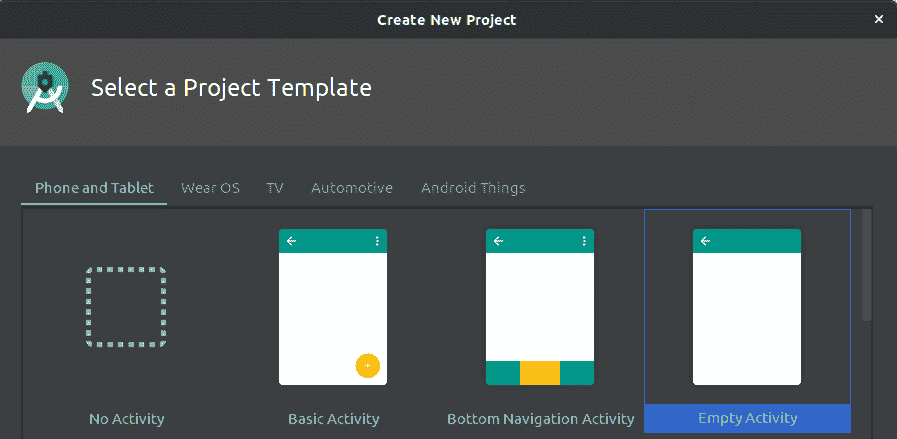 Create New Project
Select a Project Template
Phone and Tablet Wear OS TV Automotive Android Things
No Activity Basic Activity Bottom Navigation Activity Empty Activity